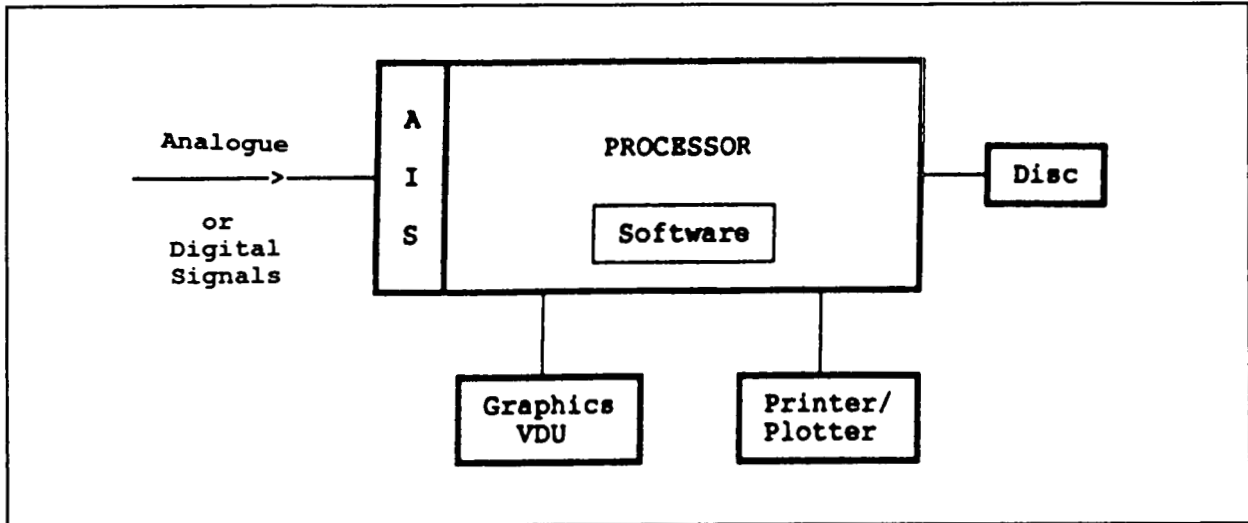 Analogue
or
Digital
Signals
A
I
S
PROCESSOR
Software
Disc
Graphics
VDU
Printer/
Plotter